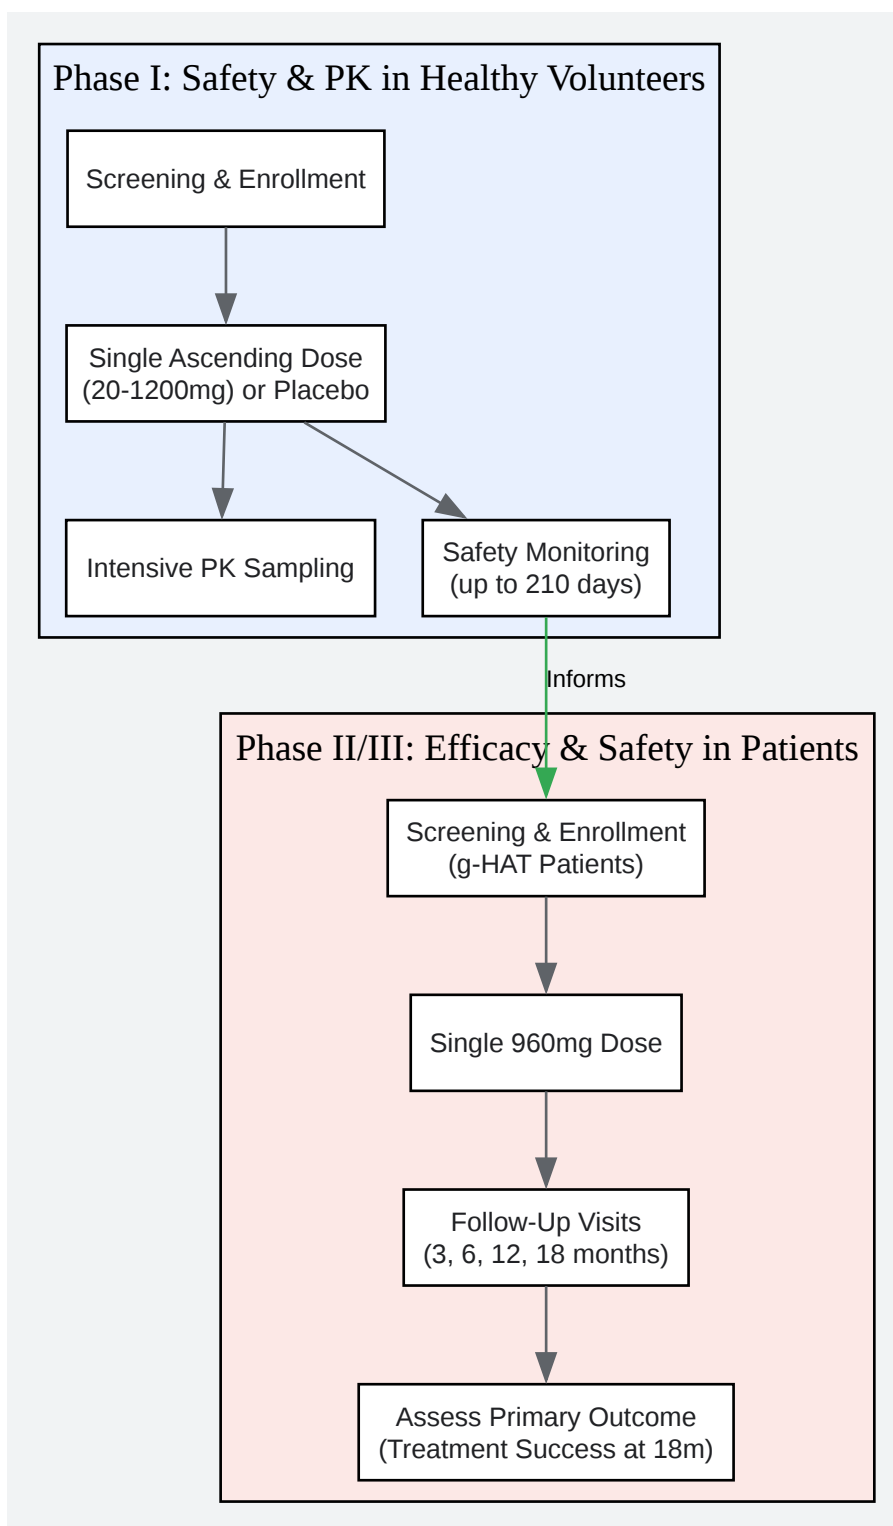 Phase I: Safety & PK in Healthy Volunteers
Screening & Enrollment
Single Ascending Dose
(20-1200mg) or Placebo
Intensive PK Sampling
Safety Monitoring
(up to 210 days)
Informs
Phase II/III: Efficacy & Safety in Patients
Screening & Enrollment
(g-HAT Patients)
Single 960mg Dose
Follow-Up Visits
(3, 6, 12, 18 months)
Assess Primary Outcome
(Treatment Success at 18m)